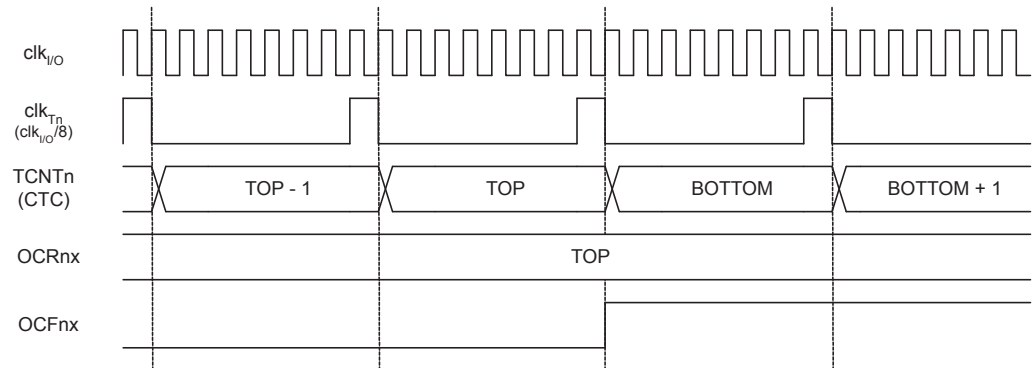 clkI/O
clkTn
(clkI/O/8)
TCNTn
(CTC)
TOP - 1
TOP
BOTTOM
BOTTOM + 1
OCRnx
TOP
OCFnx